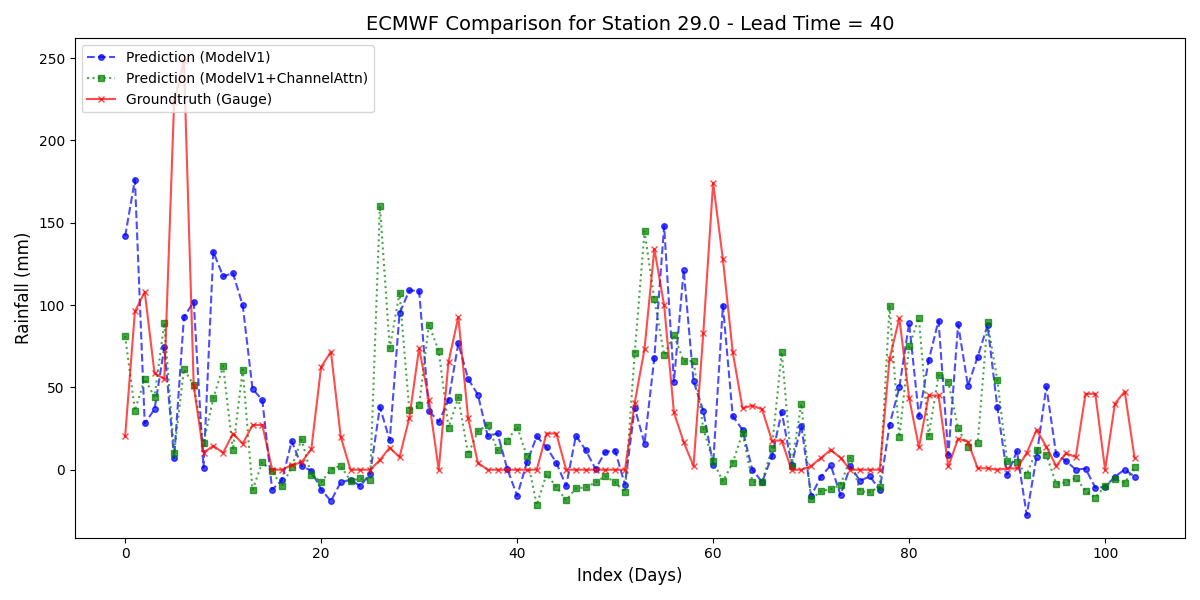 ECMWF Comparison for Station 29.0 - Lead Time = 40
Prediction (ModelV1)
Prediction (ModelV1+ChannelAttn)
Groundtruth (Gauge)
Rainfall (mm)
250
200
150
100
50
0
0
20
40
60
80
100
Index (Days)